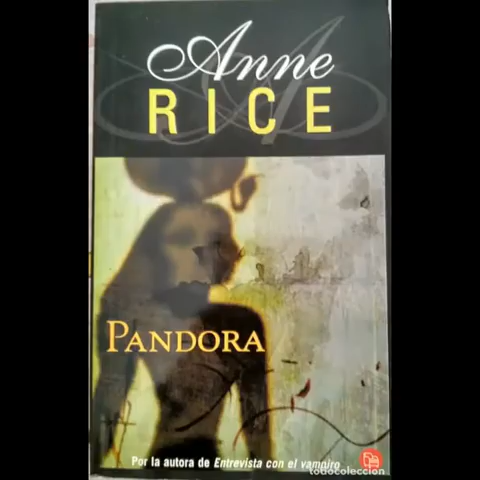 Anne
RICE
PANDORA
Por la autora de Entrevista con el vampiro
todocoleccion